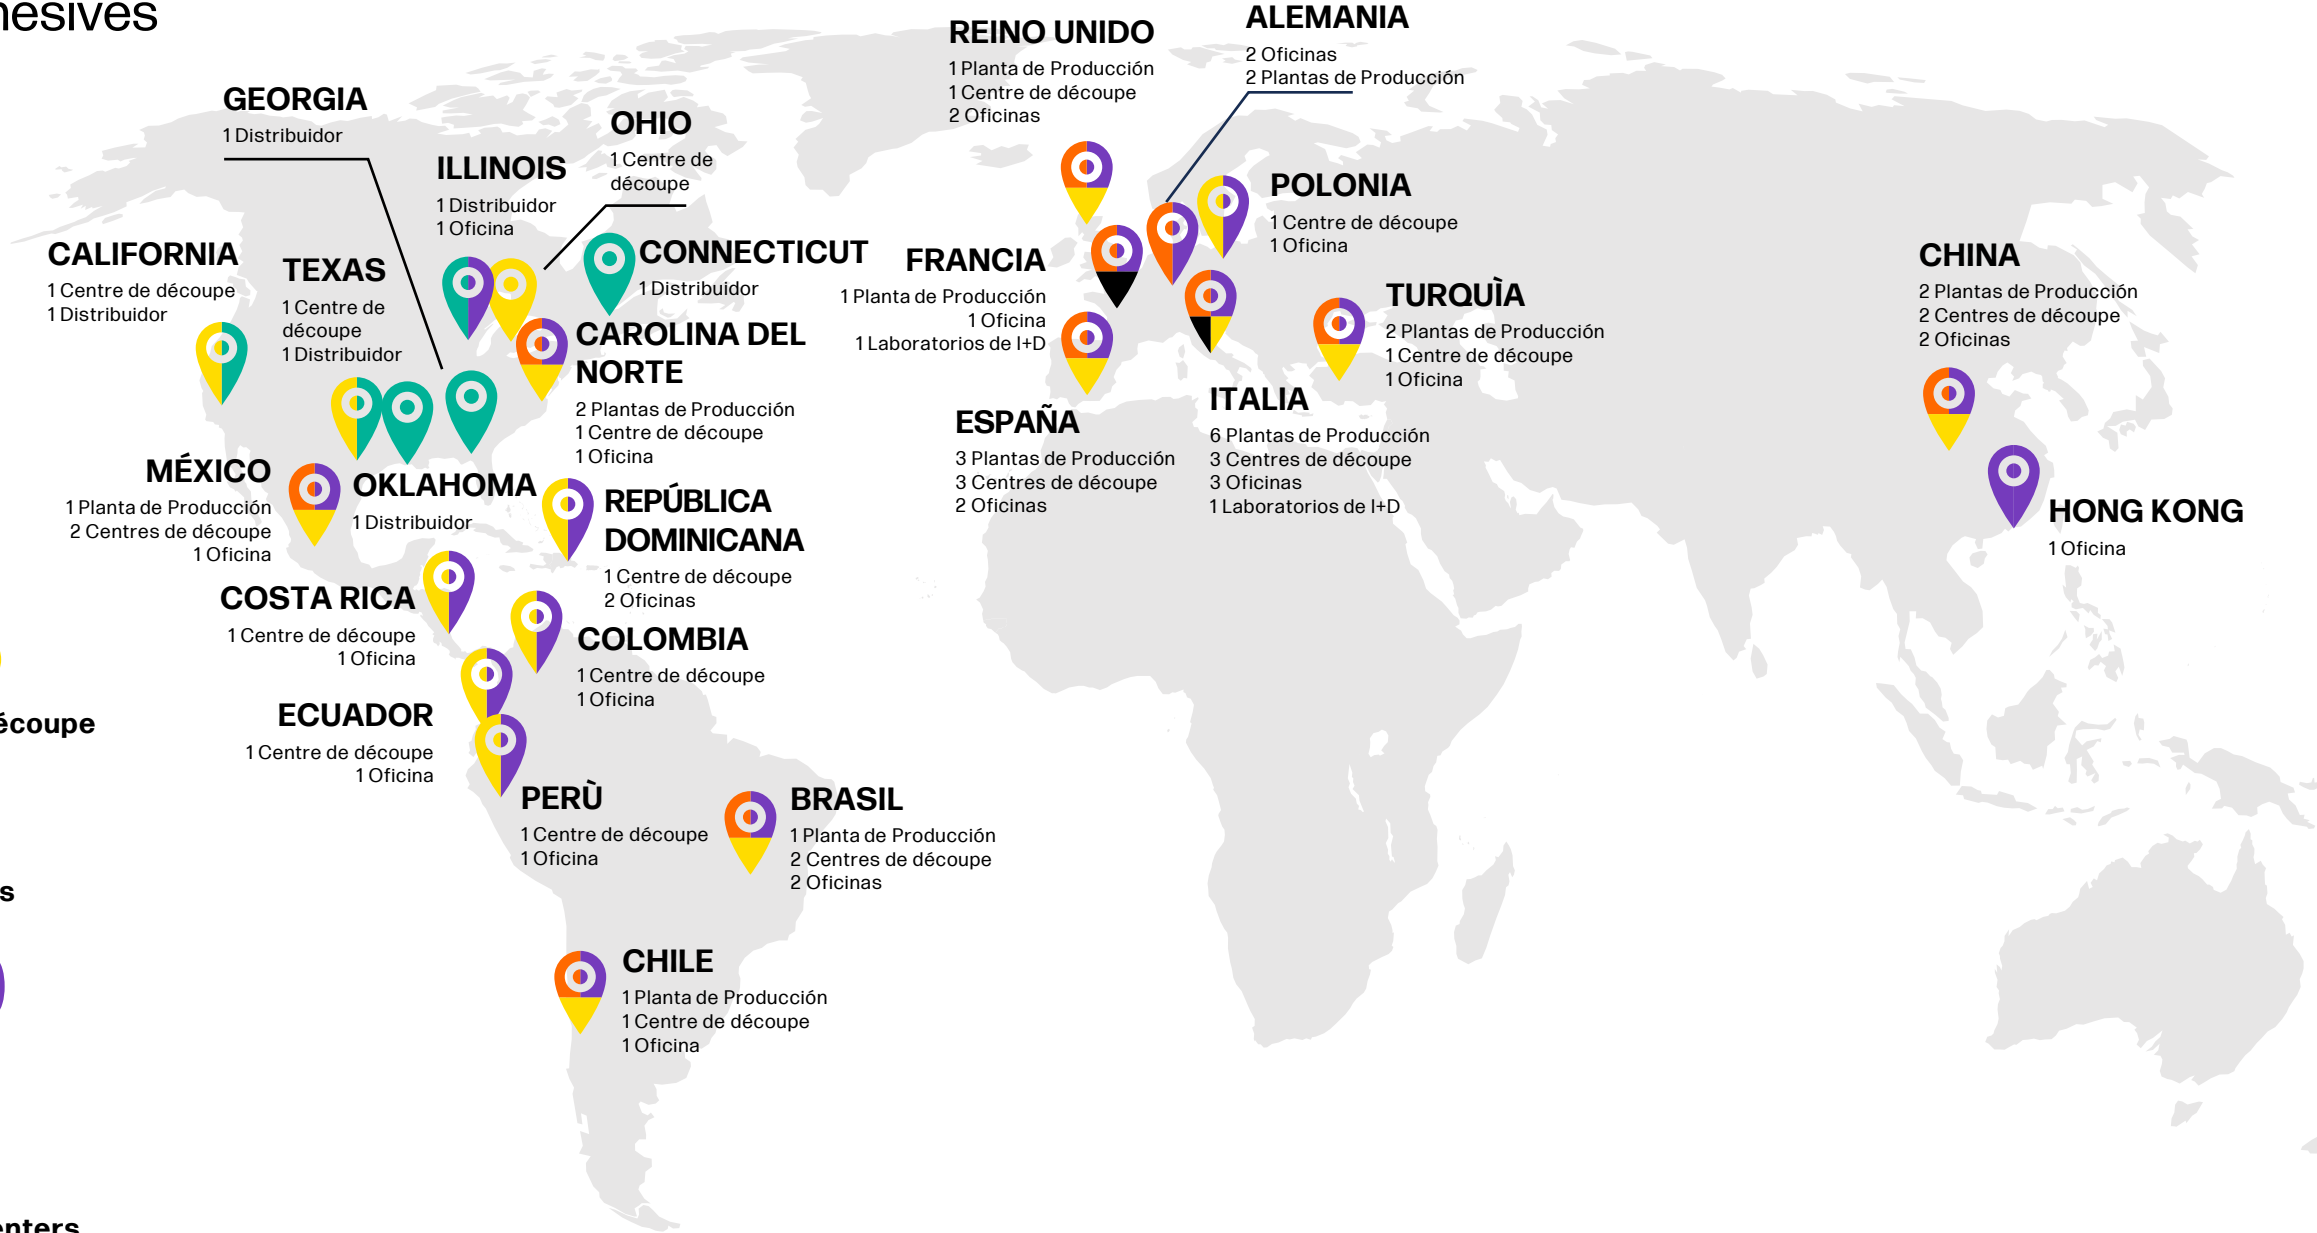 hesives
GEORGIA
1 Distribuidor
ILLINOIS
1 Distribuidor
1 Oficina
OHIO
1 Centre de
découpe
CALIFORNIA
1 Centre de découpe
1 Distribuidor
TEXAS
1 Centre de
découpe
1 Distribuidor
CONNECTICUT
1 Distribuidor
CAROLINA DEL
NORTE
2 Plantas de Producción
1 Centre de découpe
1 Oficina
MÉXICO
1 Planta de Producción
2 Centres de découpe
1 Oficina
OKLAHOMA
1 Distribuidor
REPÚBLICA
DOMINICANA
1 Centre de découpe
2 Oficinas
COSTA RICA
1 Centre de découpe
1 Oficina
COLOMBIA
1 Centre de découpe
1 Oficina
ECUADOR
1 Centre de découpe
1 Oficina
PERÙ
1 Centre de découpe
1 Oficina
BRASIL
1 Planta de Producción
2 Centres de découpe
2 Oficinas
CHILE
1 Planta de Producción
1 Centre de découpe
1 Oficina
REINO UNIDO
1 Planta de Producción
1 Centre de découpe
2 Oficinas
ALEMANIA
2 Oficinas
2 Plantas de Producción
POLONIA
1 Centre de découpe
1 Oficina
FRANCIA
1 Planta de Producción
1 Oficina
1 Laboratorios de I+D
TURQUÌA
2 Plantas de Producción
1 Centre de découpe
1 Oficina
ESPAÑA
3 Plantas de Producción
3 Centres de découpe
2 Oficinas
ITALIA
6 Plantas de Producción
3 Centres de découpe
3 Oficinas
1 Laboratorios de I+D
CHINA
2 Plantas de Producción
2 Centres de découpe
2 Oficinas
HONG KONG
1 Oficina
écoupe
s
enters